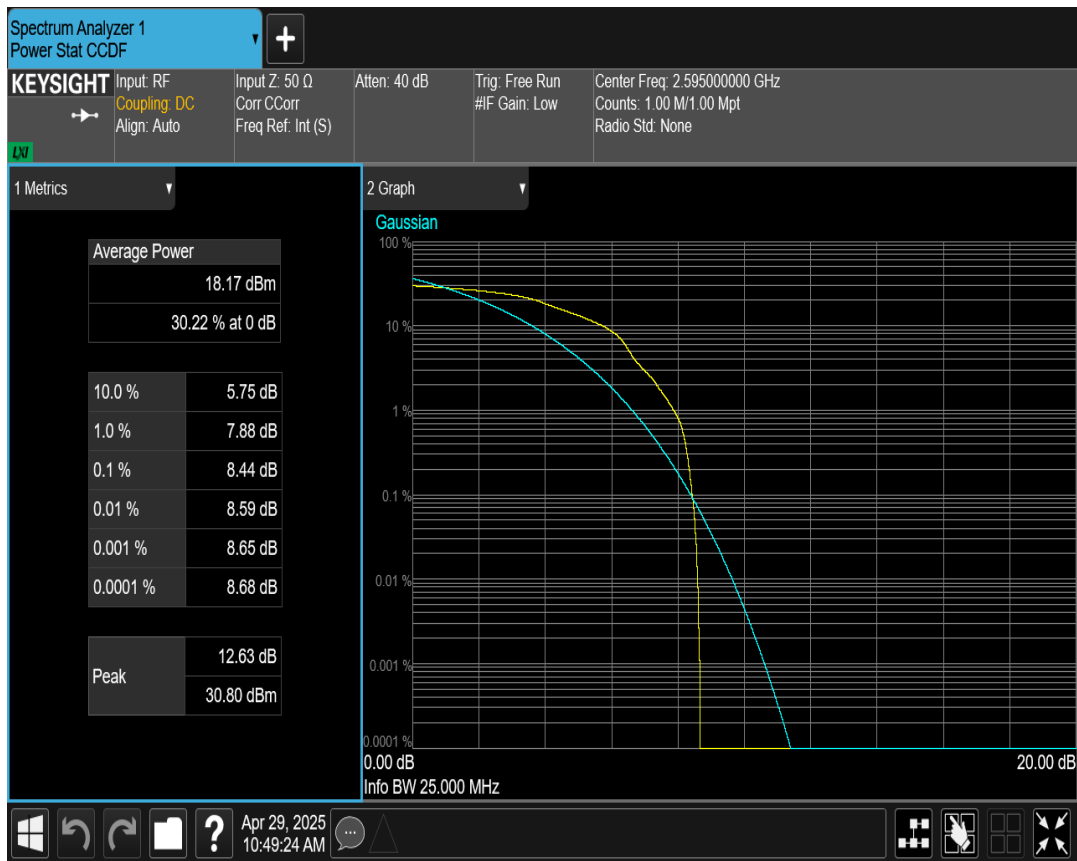 Spectrum Analyzer 1
Power Stat CCDF
KEYSIGHT
LXI
Input: RF
Coupling: DC
Align: Auto
Input Z: 50 Ω
Corr CCorr
Freq Ref: Int (S)
Atten: 40 dB
Trig: Free Run
#IF Gain: Low
Center Freq: 2.595000000 GHz
Counts: 1.00 M/1.00 Mpt
Radio Std: None
1 Metrics
Average Power
18.17 dBm
30.22 % at 0 dB
10.0 % 5.75 dB
1.0 % 7.88 dB
0.1 % 8.44 dB
0.01 % 8.59 dB
0.001 % 8.65 dB
0.0001 % 8.68 dB
Peak
12.63 dB
30.80 dBm
2 Graph
Gaussian
100 %
10 %
1 %
0.1 %
0.01 %
0.001 %
0.0001 %
0.00 dB 20.00 dB
Info BW 25.000 MHz
Apr 29, 2025
10:49:24 AM